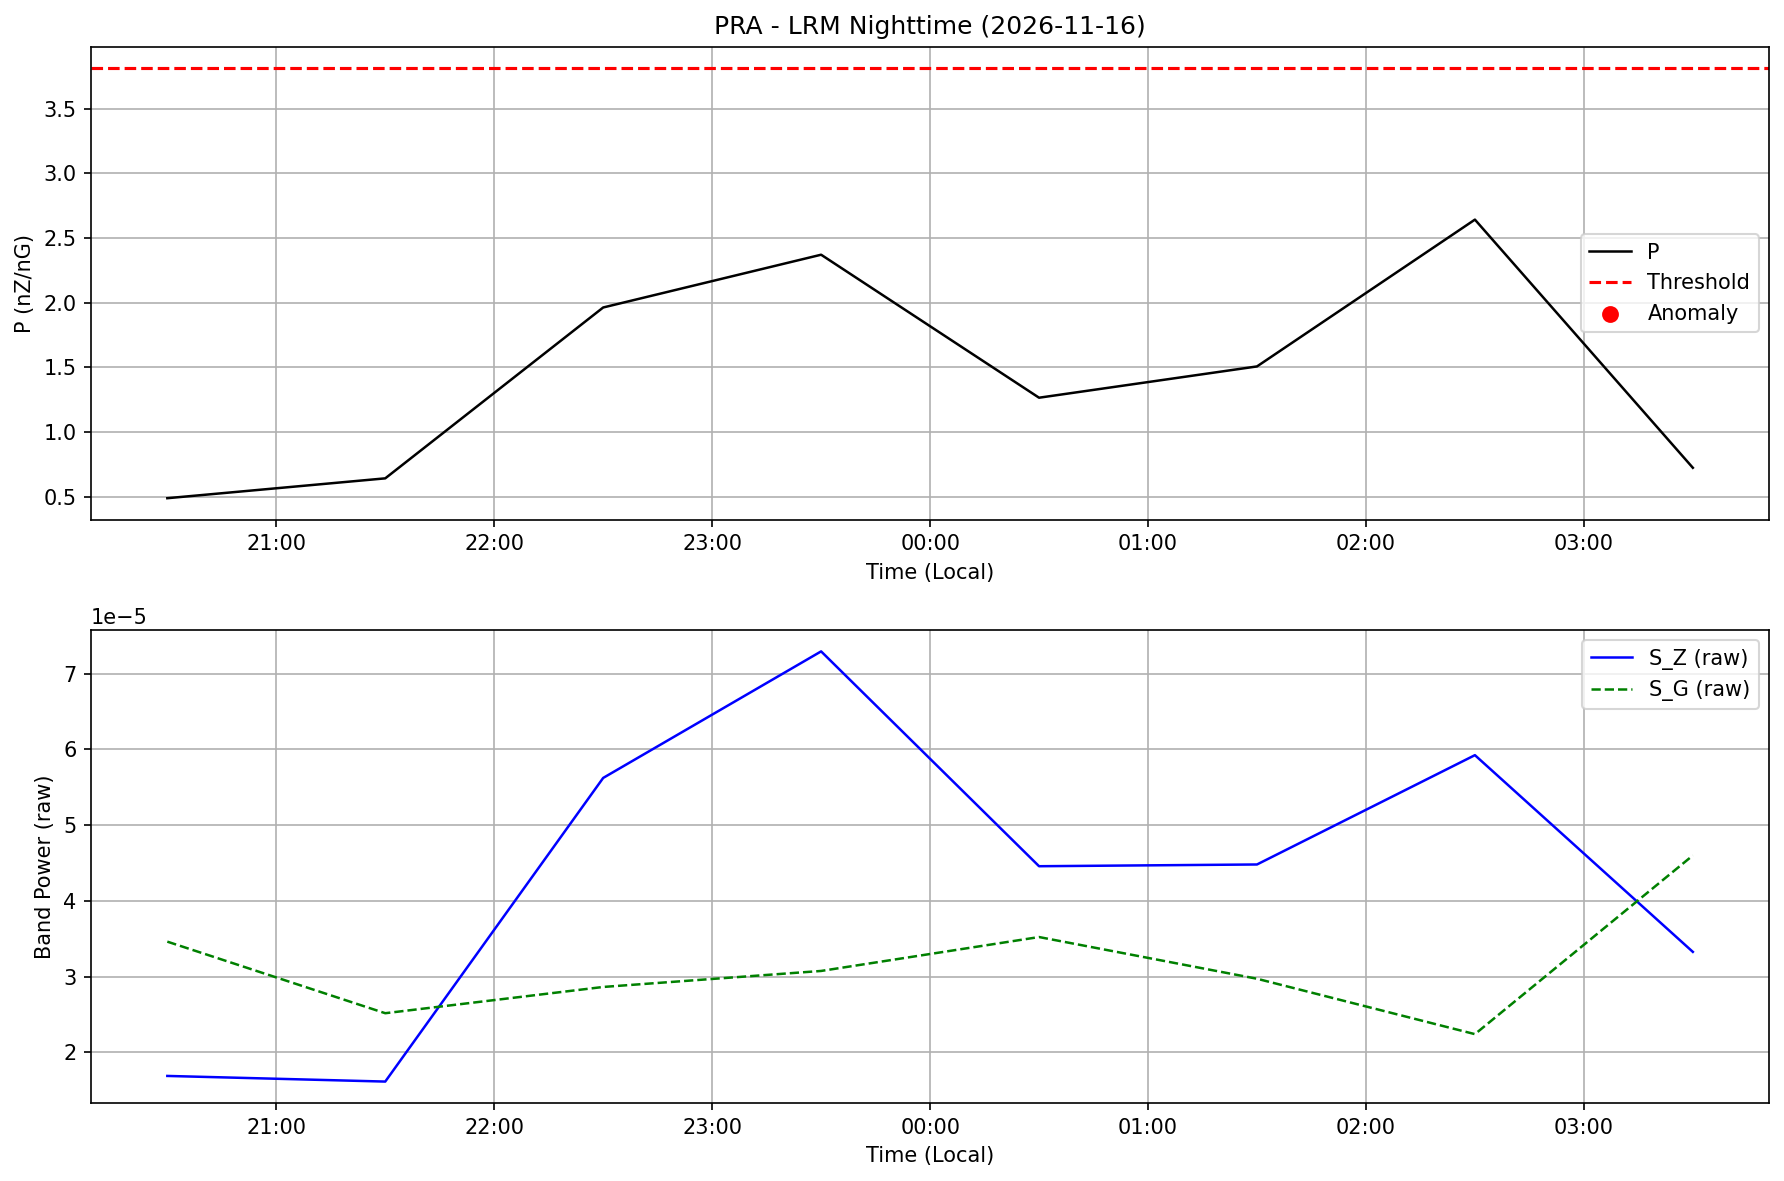 PRA - LRM Nighttime (2026-11-16)
3.5
3.0
2.5
2.0
1.5
1.0
0.5
P (nZ/nG)
P
Threshold
Anomaly
21:00 22:00 23:00 00:00 01:00 02:00 03:00
Time (Local)
1e−5
7
6
5
4
3
2
Band Power (raw)
S_Z (raw)
S_G (raw)
21:00 22:00 23:00 00:00 01:00 02:00 03:00
Time (Local)